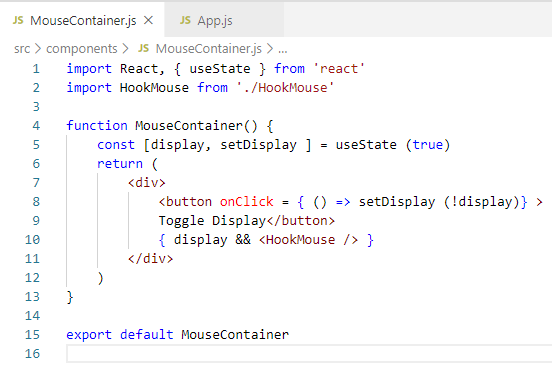 JS MouseContainer.js × JS App.js
src > components > JS MouseContainer.js > ...
1 import React, { useState } from 'react'
2 import HookMouse from './HookMouse'
3
4 function MouseContainer() {
5     const [display, setDisplay ] = useState (true)
6     return (
7         <div>
8             <button onClick = { () => setDisplay (!display)} >
9             Toggle Display</button>
10             { display && <HookMouse /> }
11         </div>
12     )
13 }
14
15 export default MouseContainer
16